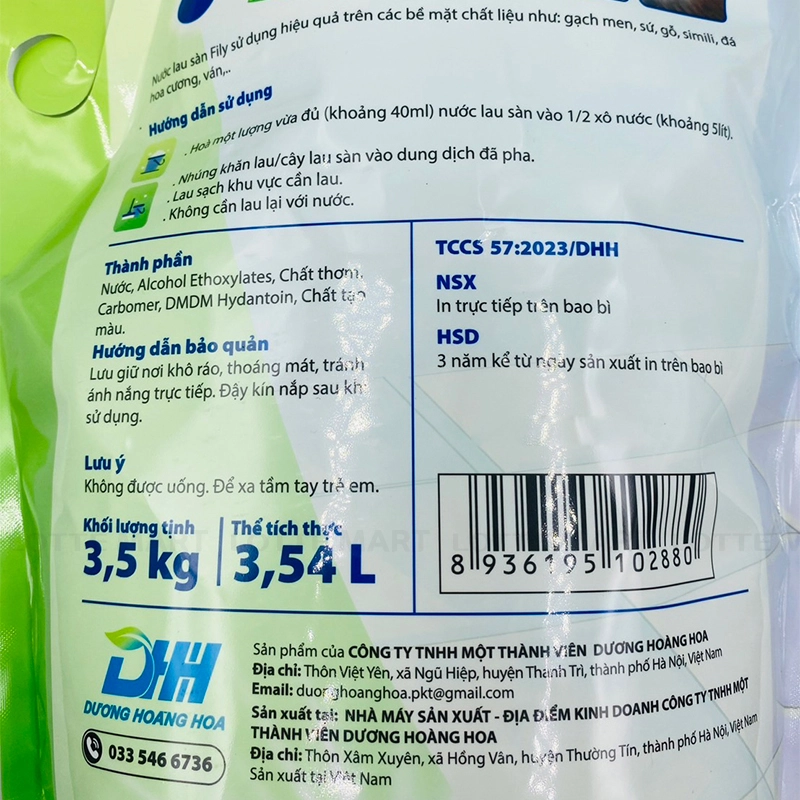 Nước lau sàn Fily sử dụng hiệu quả trên các bề mặt chất liệu như: gạch men, sứ, gỗ, simili, đá
hoa cương, ván,..
Hướng dẫn sử dụng
. Hoà một lượng vừa đủ (khoảng 40ml) nước lau sàn vào 1/2 xô nước (khoảng 5lít).
. Nhúng khăn lau/cây lau sàn vào dung dịch đã pha.
. Lau sạch khu vực cần lau.
. Không cần lau lại với nước.
Thành phần
Nước, Alcohol Ethoxylates, Chất thơm,
Carbomer, DMDM Hydantoin, Chất tạo
màu.
Hướng dẫn bảo quản
Lưu giữ nơi khô ráo, thoáng mát, tránh
ánh nắng trực tiếp. Đậy kín nắp sau khi
sử dụng.
Lưu ý
Không được uống. Để xa tầm tay trẻ em.
Khối lượng tịnh
3,5 kg
Thể tích thực
3,54 L
TCCS 57:2023/DHH
NSX
In trực tiếp trên bao bì
HSD
3 năm kể từ ngày sản xuất in trên bao bì
8 936195 102880
LOTTE MART
DHH
DƯƠNG HOÀNG HOA
033 546 6736
Sản phẩm của CÔNG TY TNHH MỘT THÀNH VIÊN DƯƠNG HOÀNG HOA
Địa chỉ: Thôn Việt Yên, xã Ngũ Hiệp, huyện Thanh Trì, thành phố Hà Nội, Việt Nam
Email: duonghoanghoa.pkt@gmail.com
Sản xuất tại: NHÀ MÁY SẢN XUẤT - ĐỊA ĐIỂM KINH DOANH CÔNG TY TNHH MỘT
THÀNH VIÊN DƯƠNG HOÀNG HOA
Địa chỉ: Thôn Xâm Xuyên, xã Hồng Vân, huyện Thường Tín, thành phố Hà Nội, Việt Nam
Sản xuất tại Việt Nam